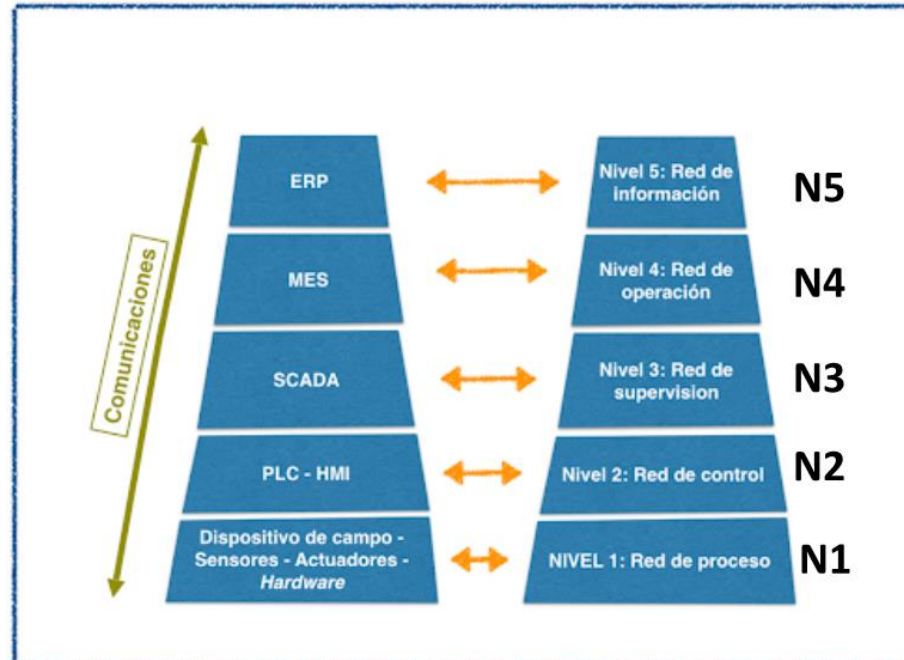 Comunicaciones
ERP
Nivel 5: Red de
información
N5
MES
Nivel 4: Red de
operación
N4
SCADA
Nivel 3: Red de
supervision
N3
PLC - HMI
Nivel 2: Red de control
N2
Dispositivo de campo -
Sensores - Actuadores -
Hardware
NIVEL 1: Red de proceso
N1